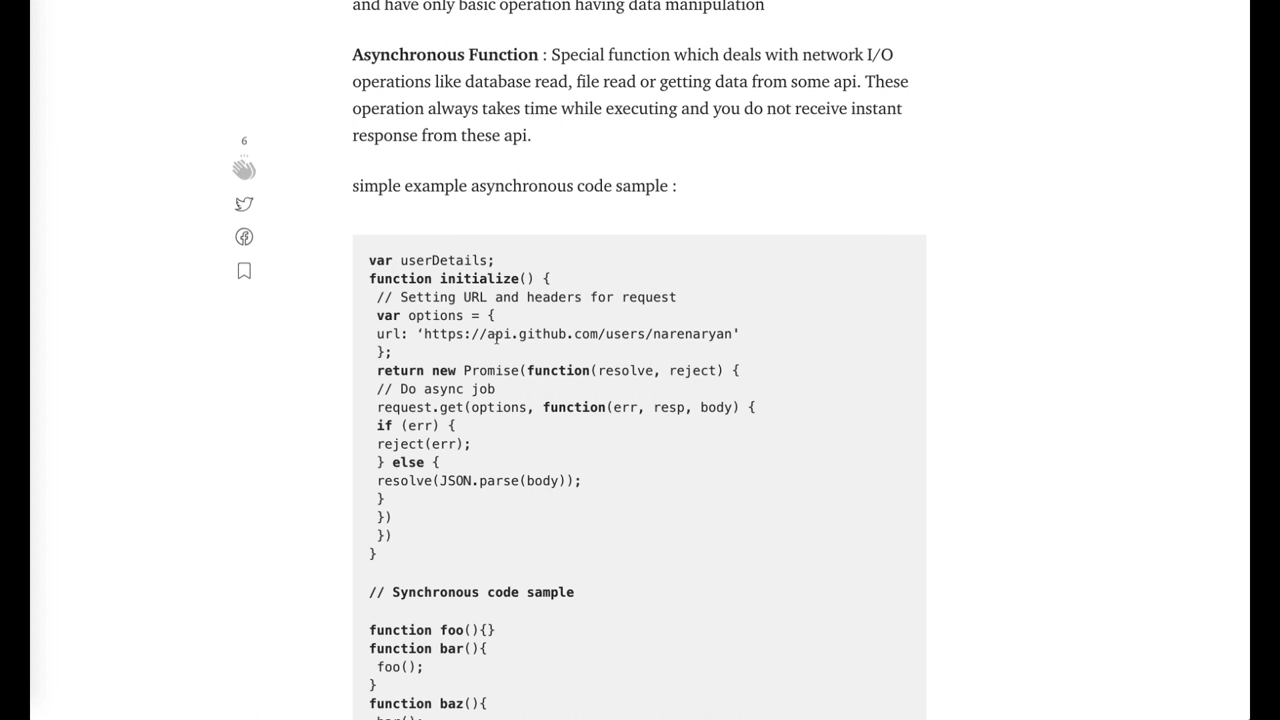 and have only basic operation having data manipulation
Asynchronous Function : Special function which deals with network I/O
operations like database read, file read or getting data from some api. These
operation always takes time while executing and you do not receive instant
response from these api.
6
simple example asynchronous code sample :
var userDetails;
function initialize() {
// Setting URL and headers for request
var options = {
url: ‘https://api.github.com/users/narenaryan'
};
return new Promise(function(resolve, reject) {
// Do async job
request.get(options, function(err, resp, body) {
if (err) {
reject(err);
} else {
resolve(JSON.parse(body));
}
})
})
}
// Synchronous code sample
function foo(){}
function bar(){
foo();
}
function baz(){